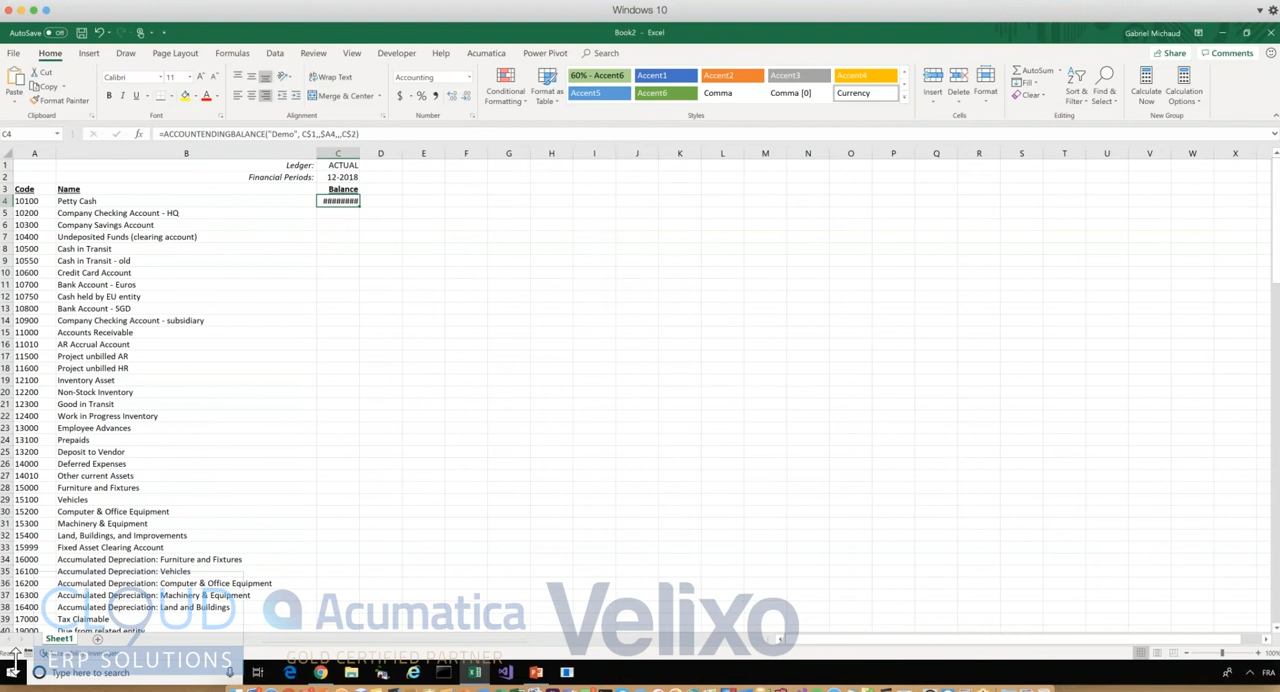 Windows 10
AutoSave Off
Book2 - Excel
Gabriel Michaud
File Home Insert Draw Page Layout Formulas Data Review View Developer Help Acumatica Power Pivot Search
Share Comments
Paste
Cut
Copy
Format Painter
Clipboard
Calibri 11
B I U
Font
Wrap Text
Merge & Center
Alignment
Accounting
$ %
Number
Conditional Formatting
Format as Table
60% - Accent6 Accent1 Accent2 Accent3 Accent4
Accent5 Accent6 Comma Comma [0] Currency
Styles
Insert Delete Format
Cells
AutoSum
Fill
Clear
Sort & Filter
Find & Select
Editing
Calculate Now
Calculation Options
New Group
C4
fx
=ACCOUNTENDINGBALANCE("Demo", C$1,,$A4,,,C$2)
A B C D E F G H I J K L M N O P Q R S T U V W X
1 Ledger: ACTUAL
2 Financial Periods: 12-2018
3 Code Name Balance
4 10100 Petty Cash ########
5 10200 Company Checking Account - HQ
6 10300 Company Savings Account
7 10400 Undeposited Funds (clearing account)
8 10500 Cash in Transit
9 10550 Cash in Transit - old
10 10600 Credit Card Account
11 10700 Bank Account - Euros
12 10750 Cash held by EU entity
13 10800 Bank Account - SGD
14 10900 Company Checking Account - subsidiary
15 11000 Accounts Receivable
16 11010 AR Accrual Account
17 11500 Project unbilled AR
18 11600 Project unbilled HR
19 12100 Inventory Asset
20 12200 Non-Stock Inventory
21 12300 Good in Transit
22 12400 Work in Progress Inventory
23 13000 Employee Advances
24 13100 Prepaids
25 13200 Deposit to Vendor
26 14000 Deferred Expenses
27 14010 Other current Assets
28 15000 Furniture and Fixtures
29 15100 Vehicles
30 15200 Computer & Office Equipment
31 15300 Machinery & Equipment
32 15400 Land, Buildings, and Improvements
33 15999 Fixed Asset Clearing Account
34 16000 Accumulated Depreciation: Furniture and Fixtures
35 16100 Accumulated Depreciation: Vehicles
36 16200 Accumulated Depreciation: Computer & Office Equipment
37 16300 Accumulated Depreciation: Machinery & Equipment
38 16400 Accumulated Depreciation: Land and Buildings
39 17000 Tax Claimable
40 19000 Due from related entity
Sheet1
CLOUD
ERP SOLUTIONS
Acumatica
GOLD CERTIFIED PARTNER
Velixo
100%
Type here to search
FRA